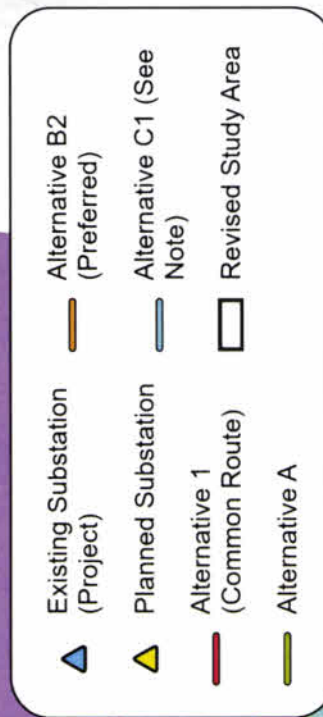 Existing Substation
(Project)
Planned Substation
Alternative 1
(Common Route)
Alternative A
Alternative B2
(Preferred)
Alternative C1 (See
Note)
Revised Study Area